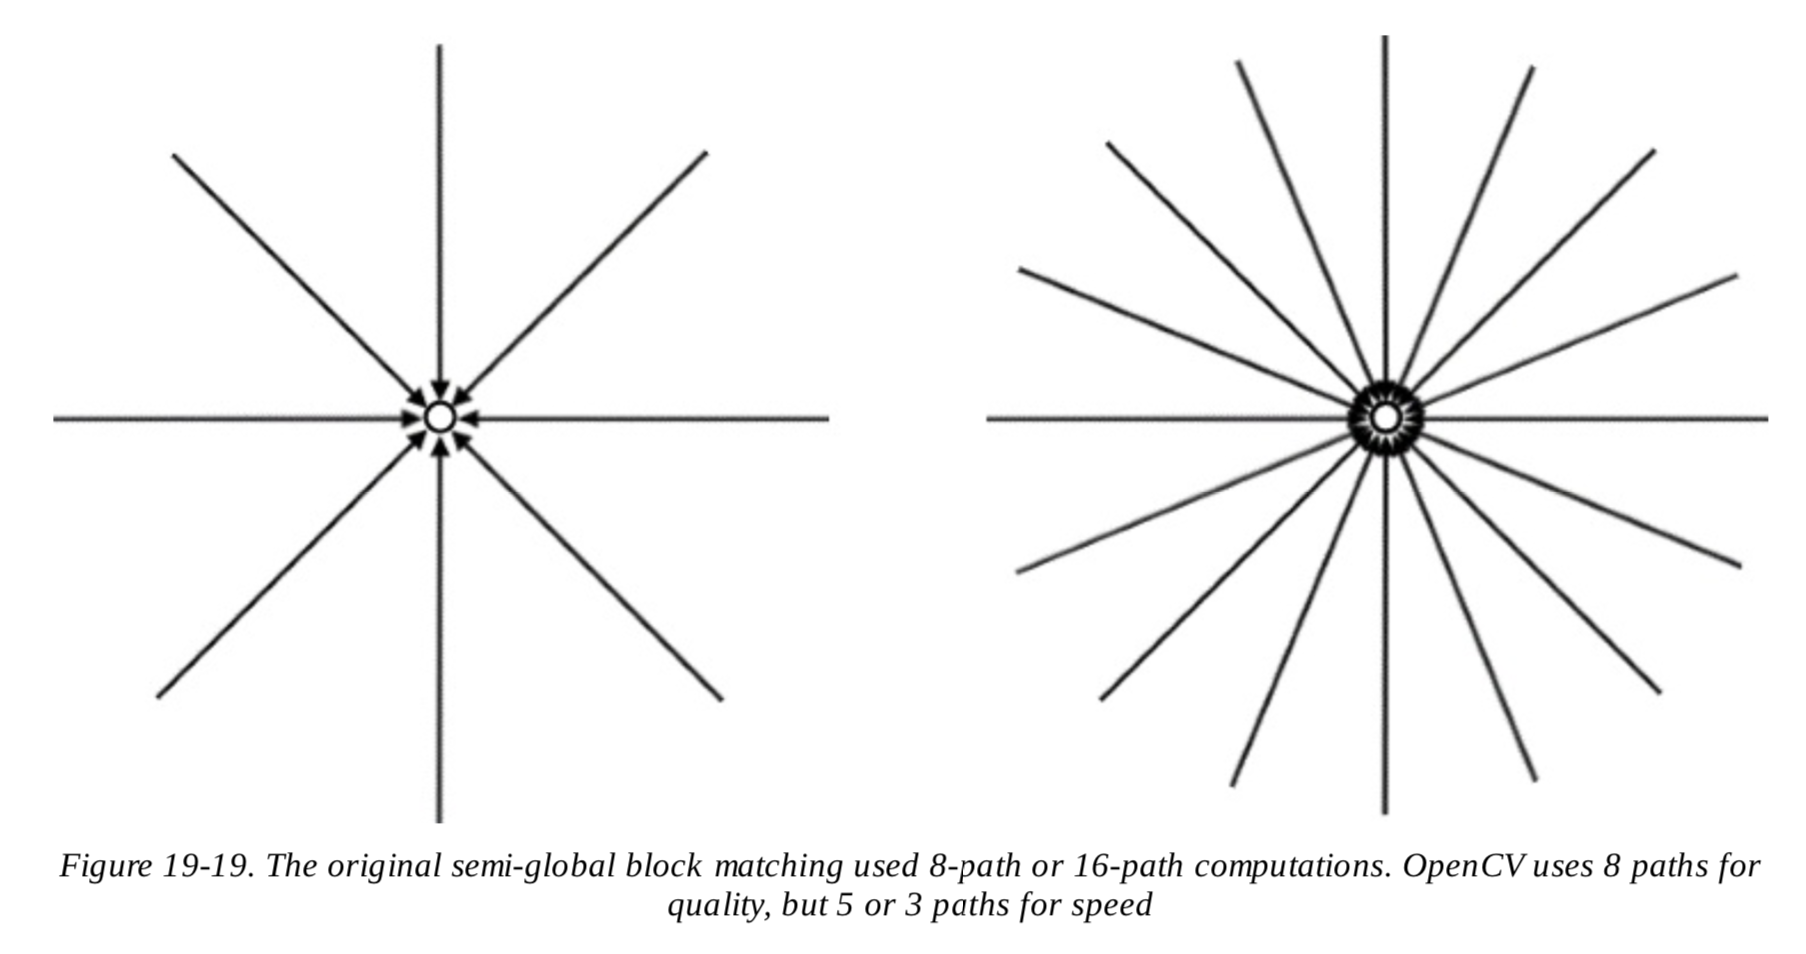 Figure 19-19. The original semi-global block matching used 8-path or 16-path computations. OpenCV uses 8 paths for
quality, but 5 or 3 paths for speed